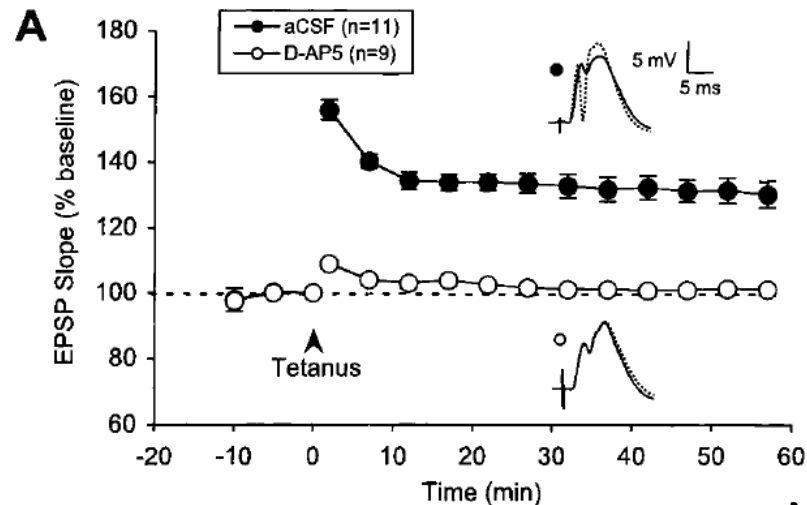 A
aCSF (n=11)
D-AP5 (n=9)
5 mV
5 ms
EPSP Slope (% baseline)
180
160
140
120
100
80
60
Tetanus
-20 -10 0 10 20 30 40 50 60
Time (min)